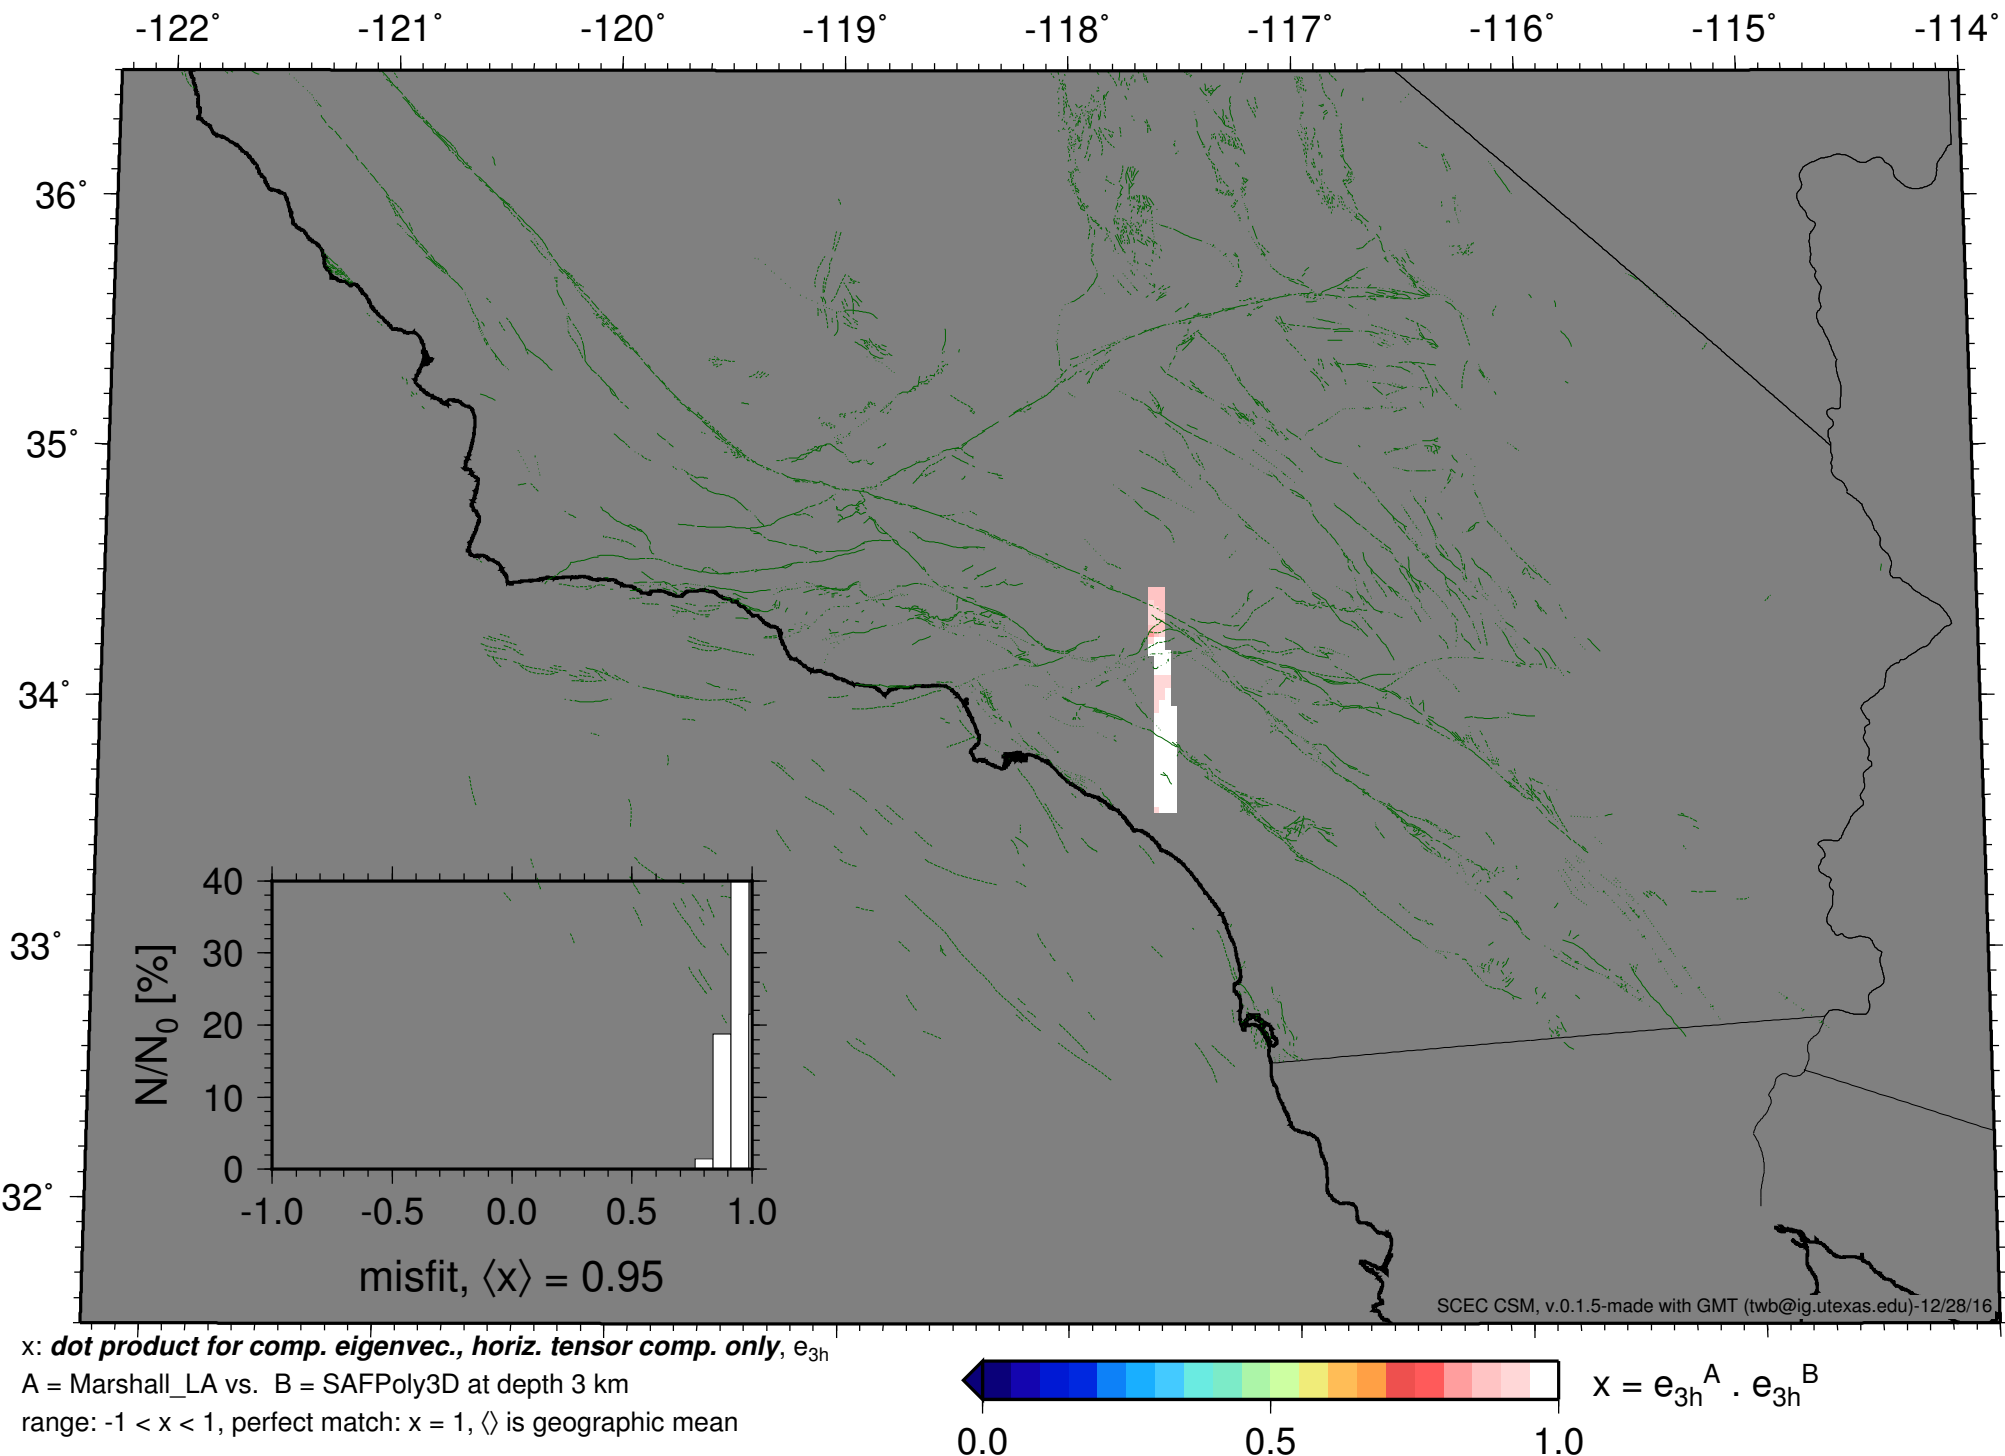 -122° -121° -120° -119° -118° -117° -116° -115° -114°
36°
35°
34°
33°
32°
40
30
20
10
0
N/N0 [%]
-1.0 -0.5 0.0 0.5 1.0
misfit, ⟨x⟩ = 0.95
SCEC CSM, v.0.1.5-made with GMT (twb@ig.utexas.edu)-12/28/16
x: dot product for comp. eigenvec., horiz. tensor comp. only, e3h
A = Marshall_LA vs. B = SAFPoly3D at depth 3 km
range: -1 < x < 1, perfect match: x = 1, ⟨⟩ is geographic mean
x = e3h^A . e3h^B
0.0 0.5 1.0